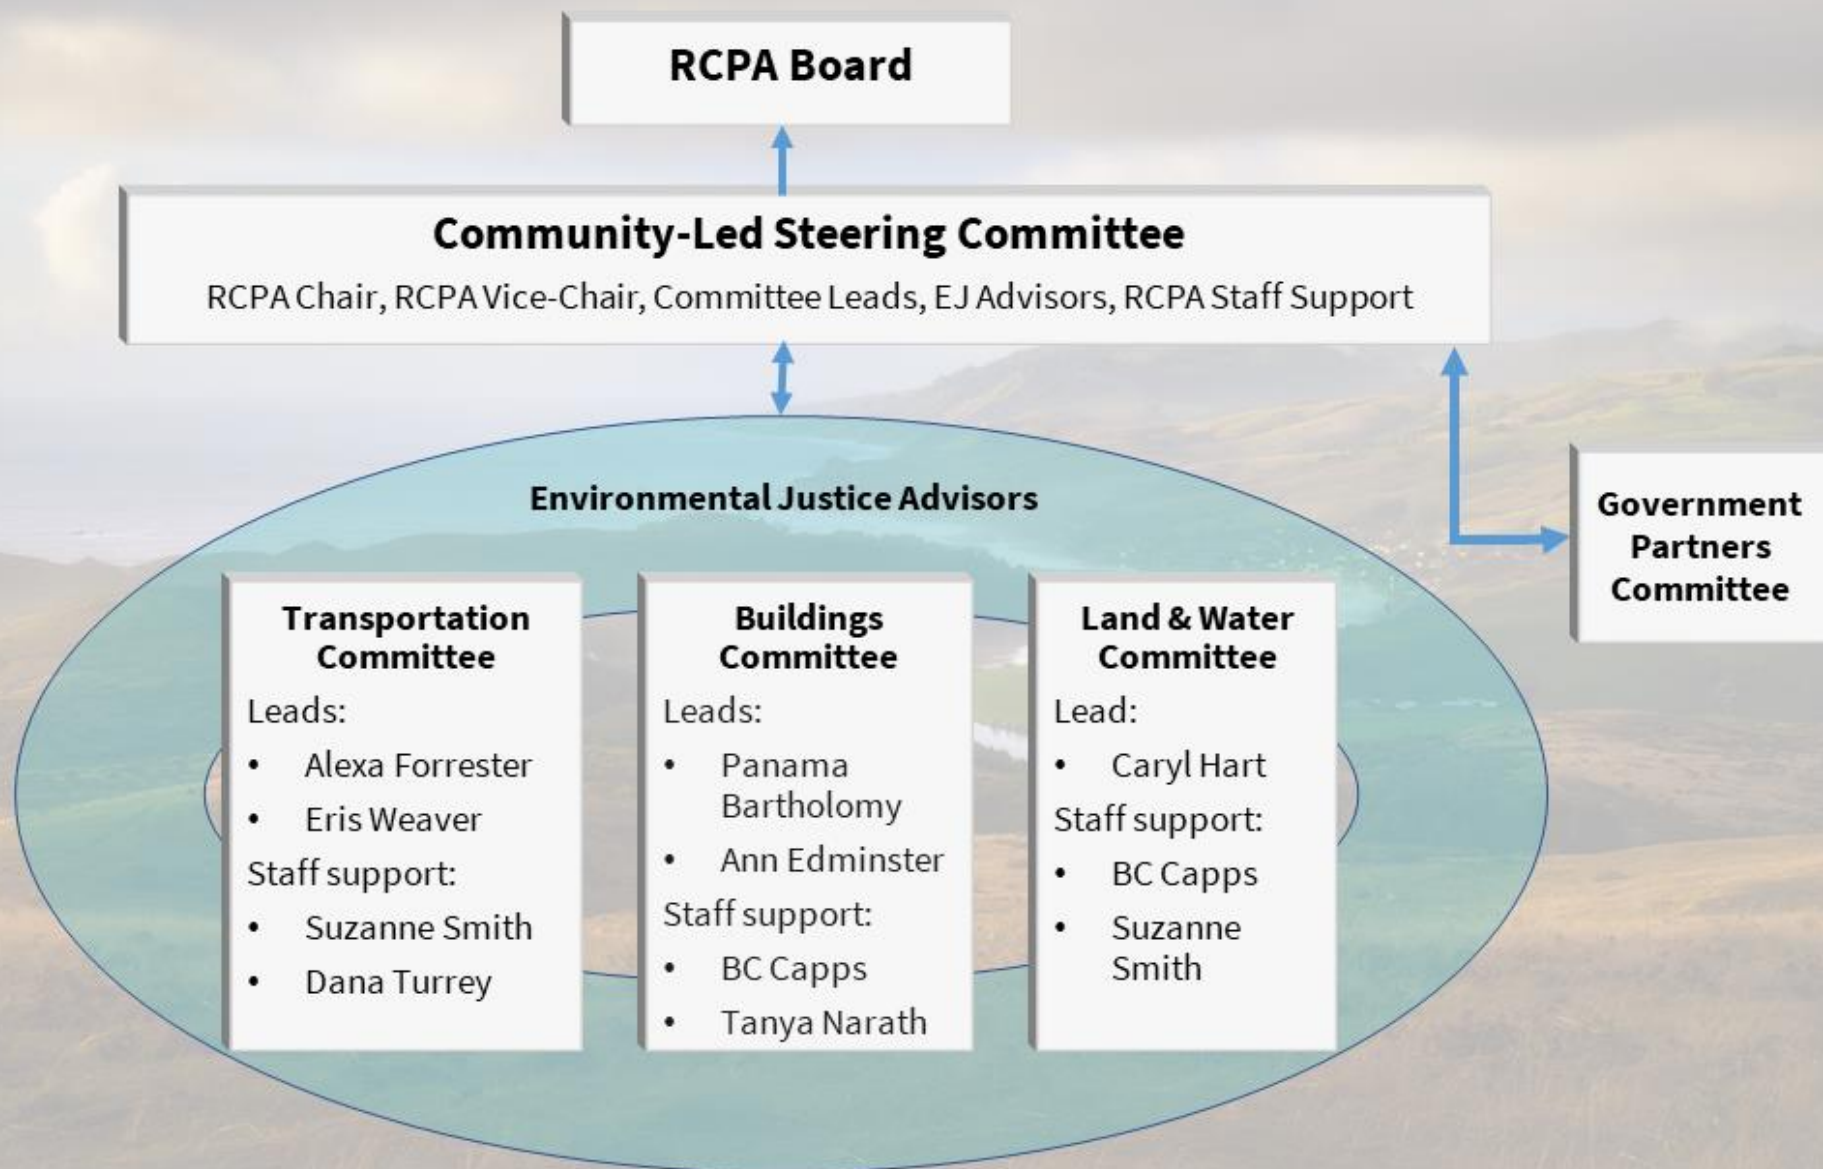 RCPA Board
Community-Led Steering Committee
RCPA Chair, RCPA Vice-Chair, Committee Leads, EJ Advisors, RCPA Staff Support
Environmental Justice Advisors
Government
Partners
Committee
Transportation
Committee
Leads:
• Alexa Forrester
• Eris Weaver
Staff support:
• Suzanne Smith
• Dana Turrey
Buildings
Committee
Leads:
• Panama
Bartholomy
• Ann Edminster
Staff support:
• BC Capps
• Tanya Narath
Land & Water
Committee
Lead:
• Caryl Hart
Staff support:
• BC Capps
• Suzanne
Smith